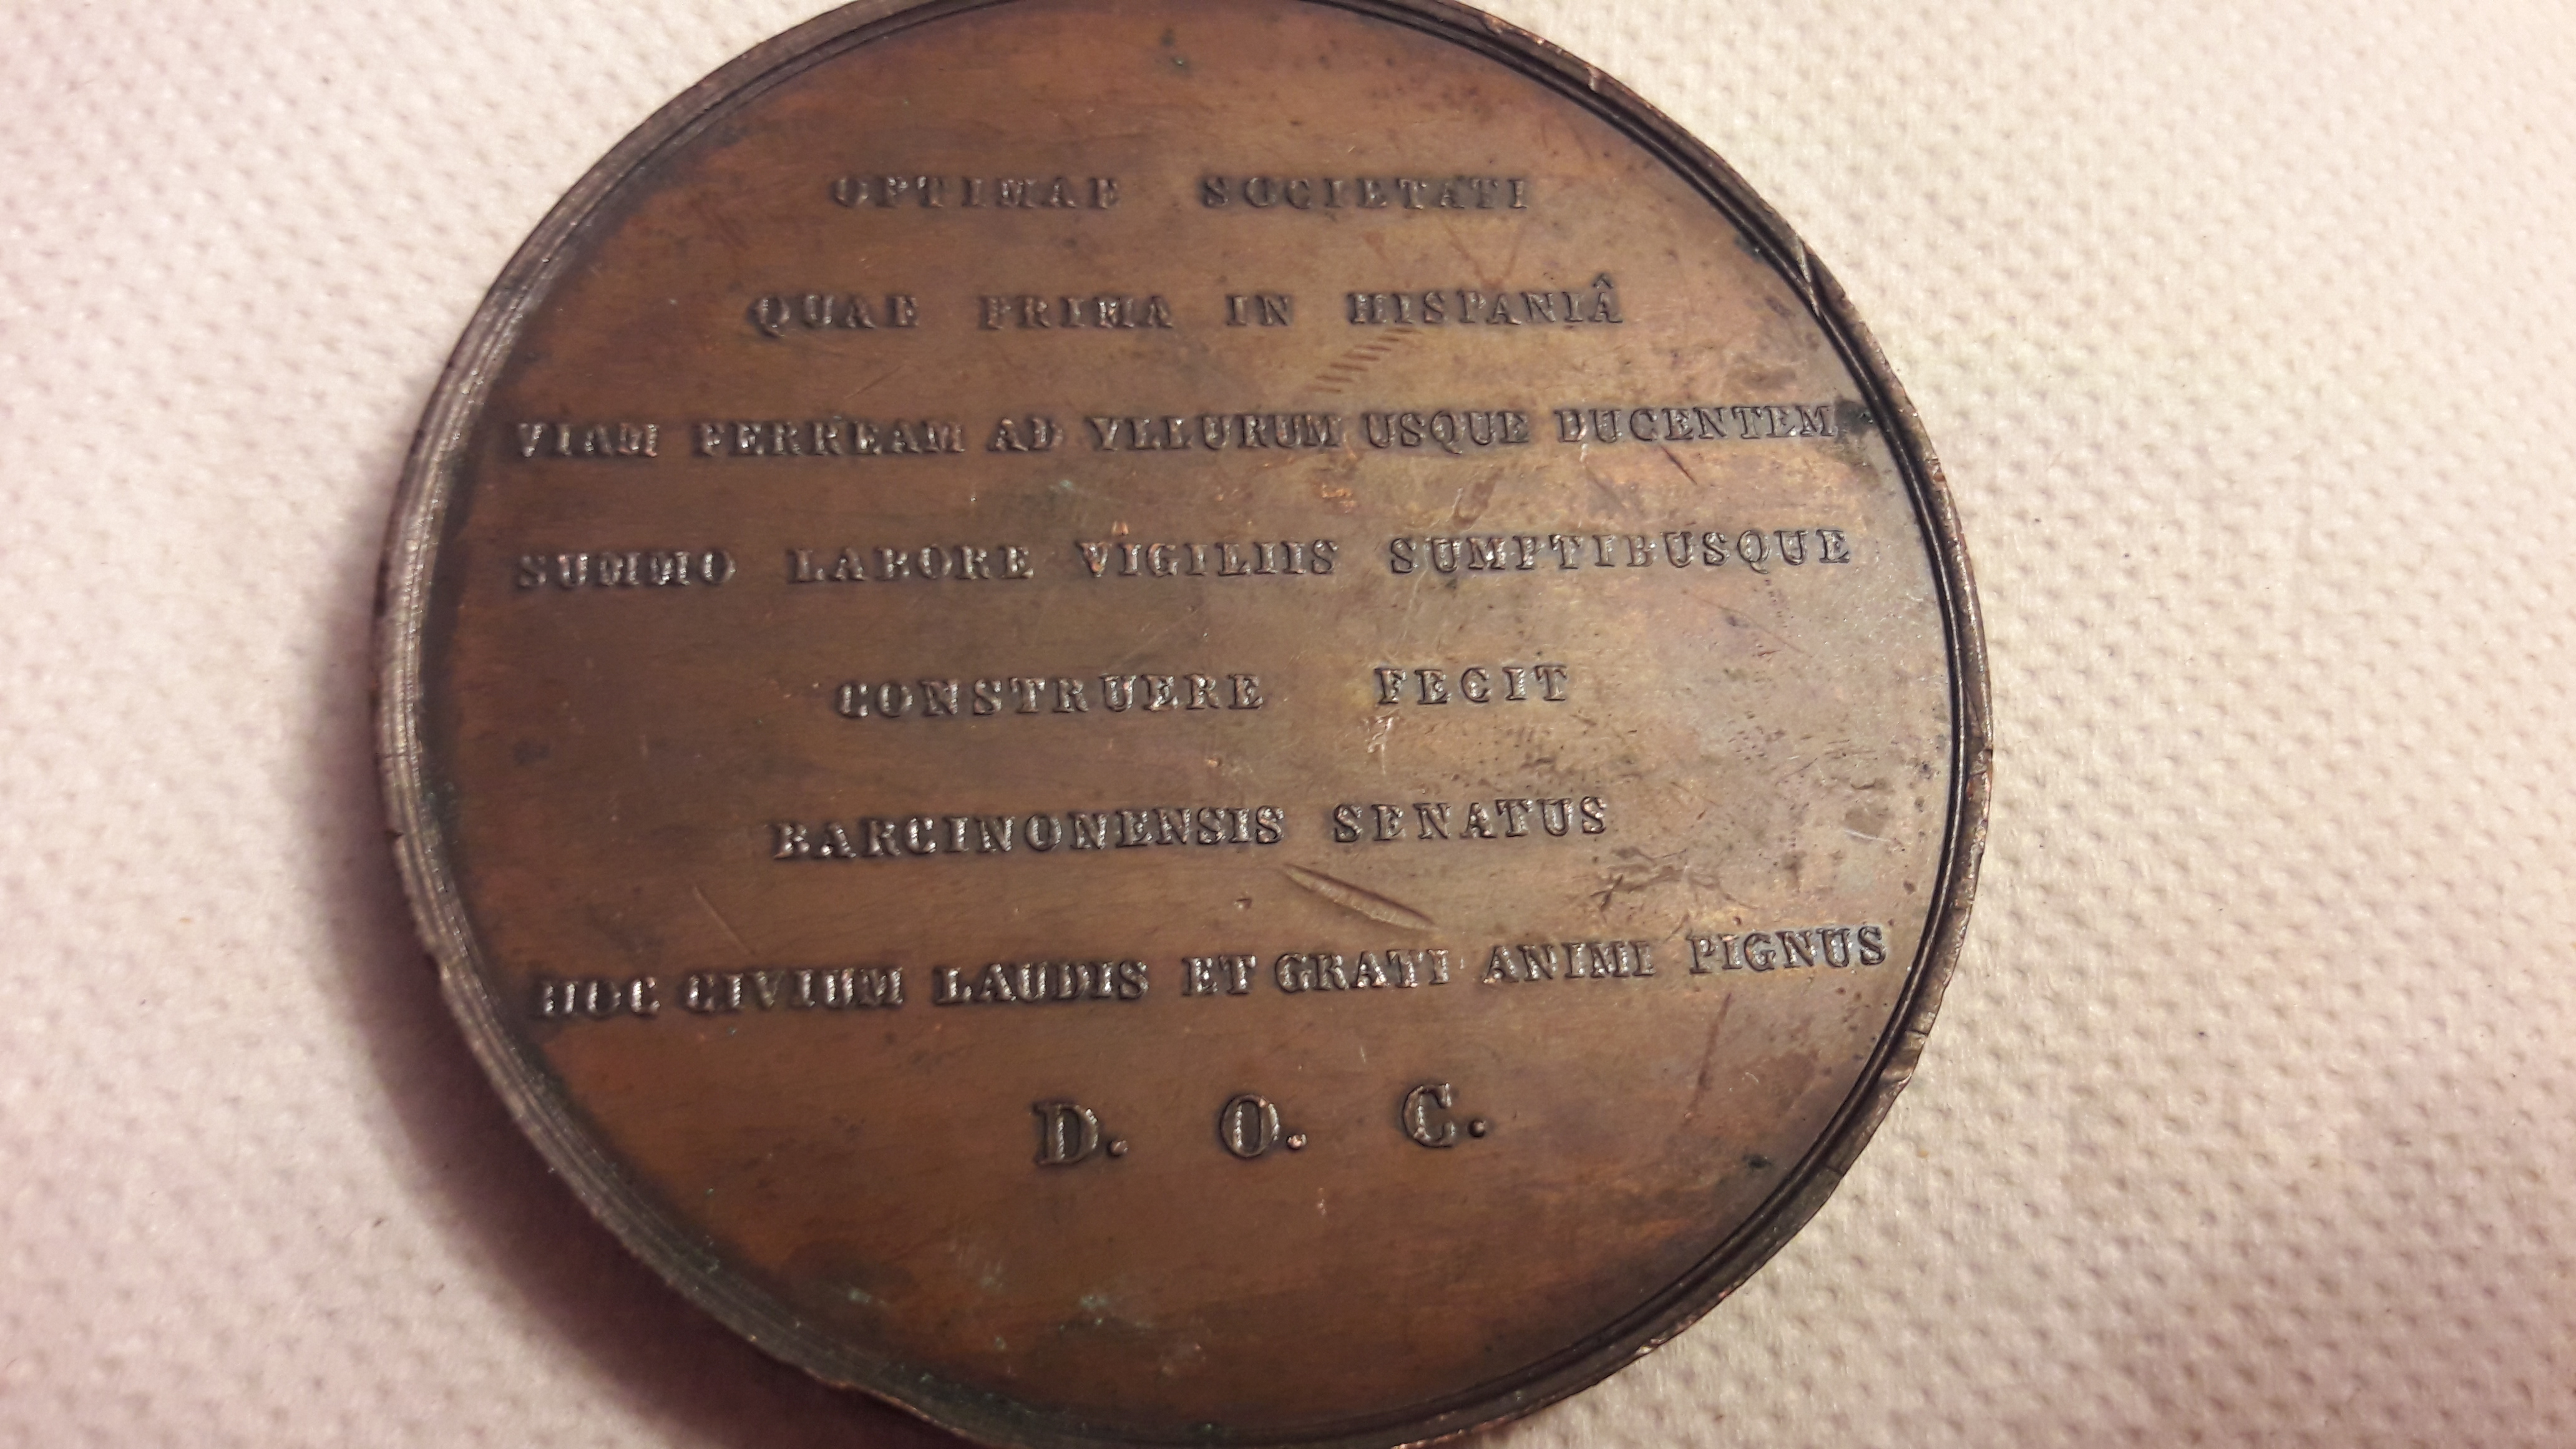 OPTIMAE SOCIETATI
QUAE PRIMA IN HISPANIÂ
VIAM FERREAM AD YLLURUM USQUE DUCENTEM
SUMMO LABORE VIGILIIS SUMPTIBUSQUE
CONSTRUERE FECIT
BARCINONENSIS SENATUS
HOC CIVIUM LAUDIS ET GRATI ANIMI PIGNUS
D. O. C.